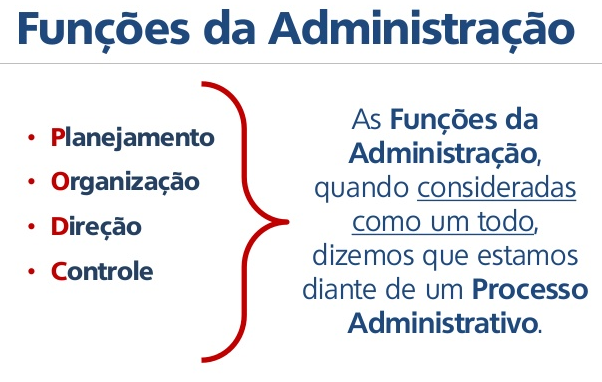 Funções da Administração
• Planejamento
• Organização
• Direção
• Controle
As Funções da
Administração,
quando consideradas
como um todo,
dizemos que estamos
diante de um Processo
Administrativo.